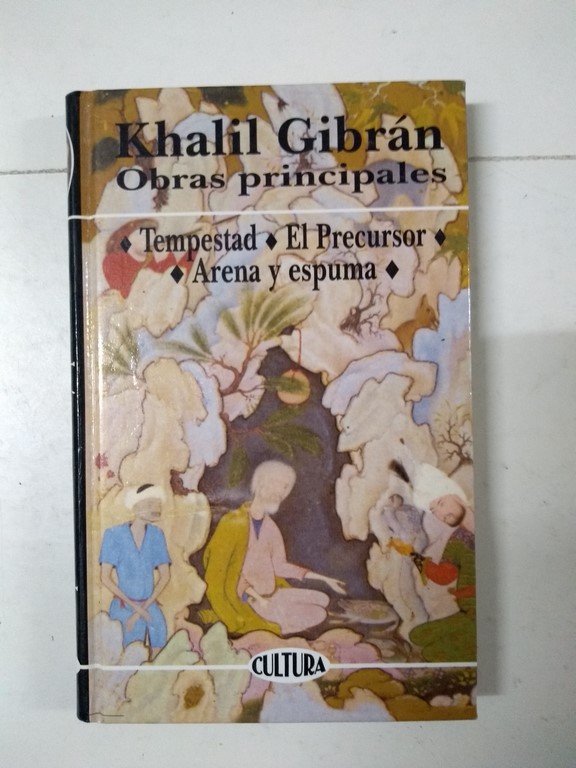 Khalil Gibrán
Obras principales
♦ Tempestad ♦ El Precursor ♦
♦ Arena y espuma ♦
CULTURA